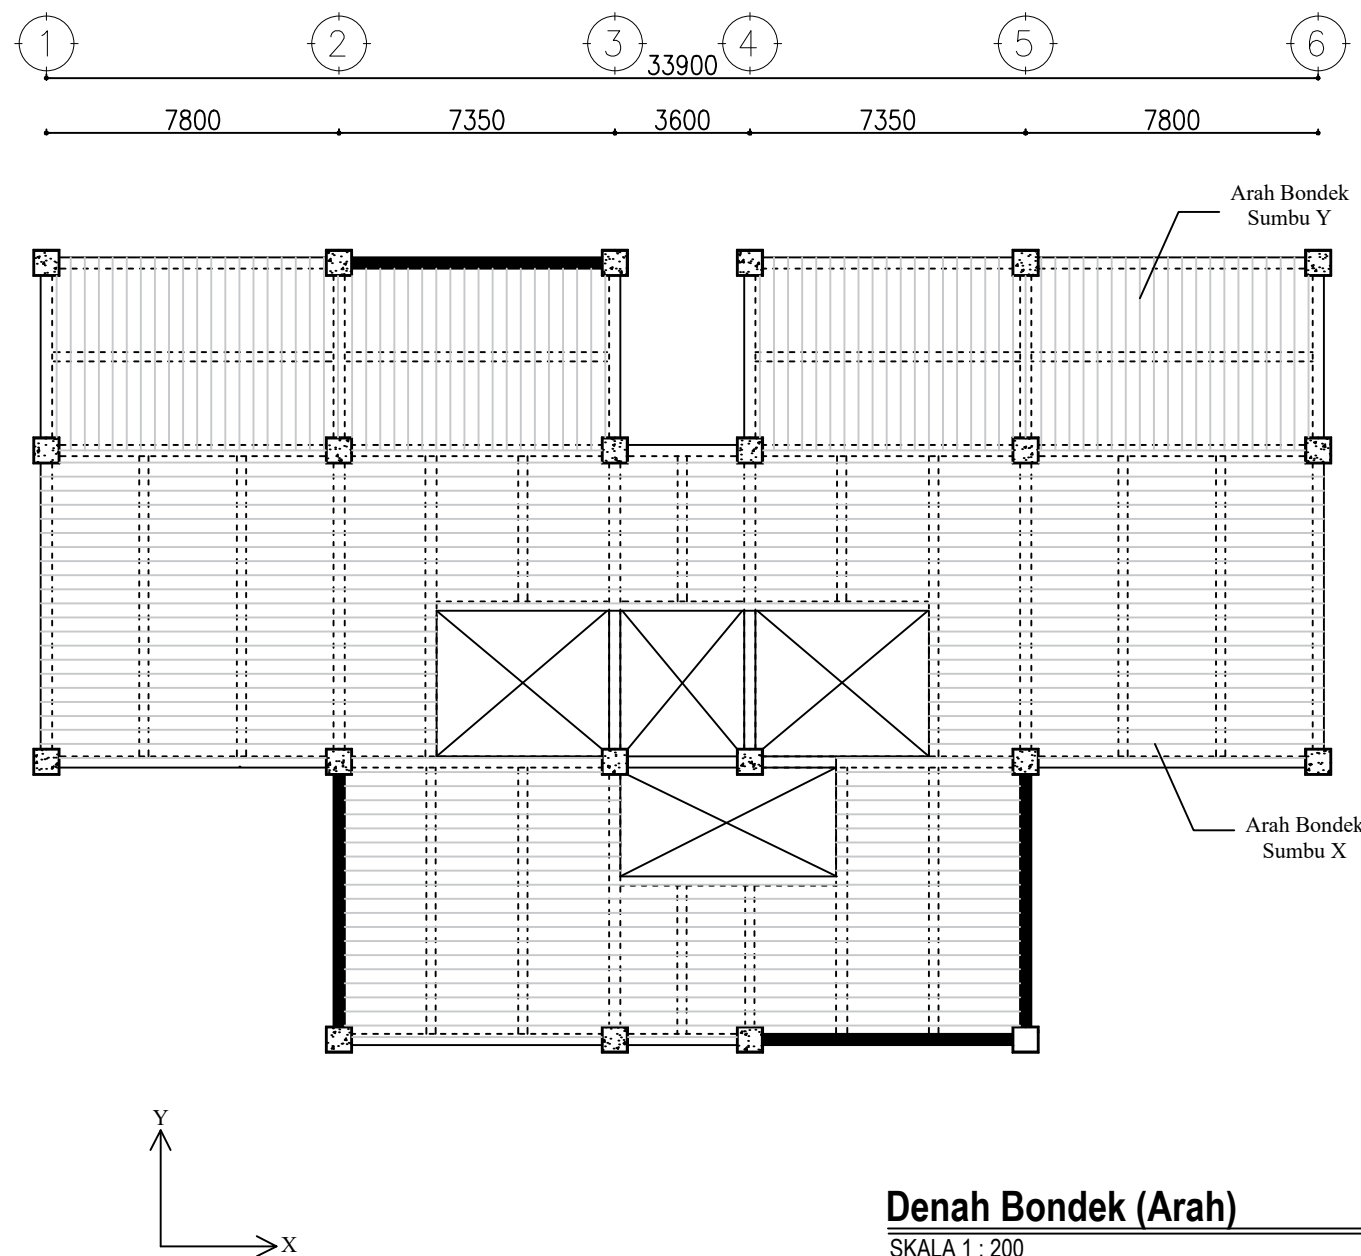 1 2 3 4 5 6
33900
7800 7350 3600 7350 7800
Arah Bondek
Sumbu Y
Arah Bondek
Sumbu X
Y
X
Denah Bondek (Arah)
SKALA 1 : 200